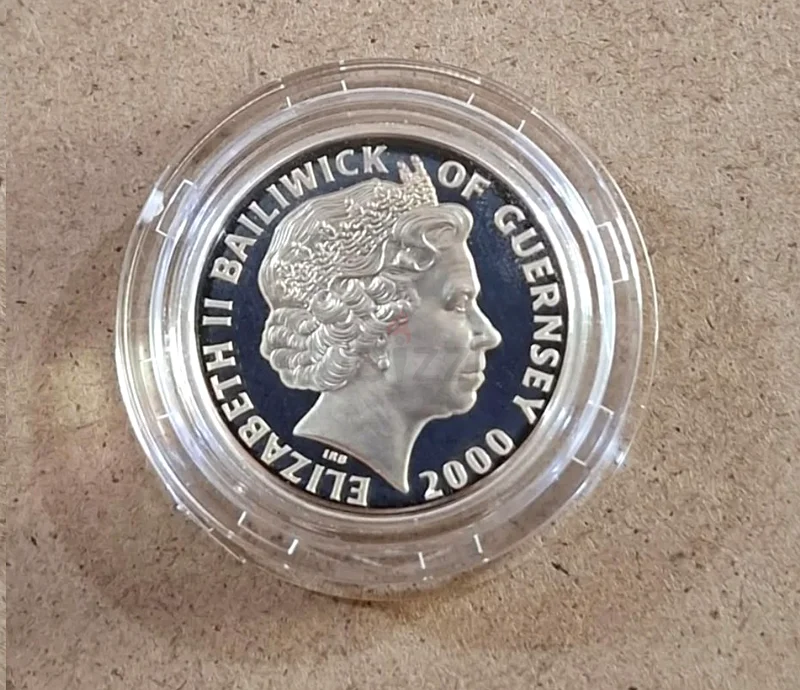 ELIZABETH II BAILIWICK OF GUERNSEY 2000
IRB